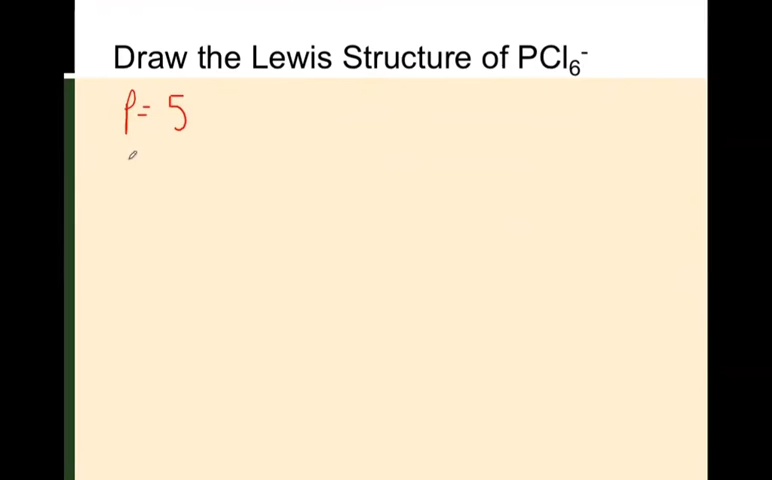 Draw the Lewis Structure of PCl₆⁻
P= 5